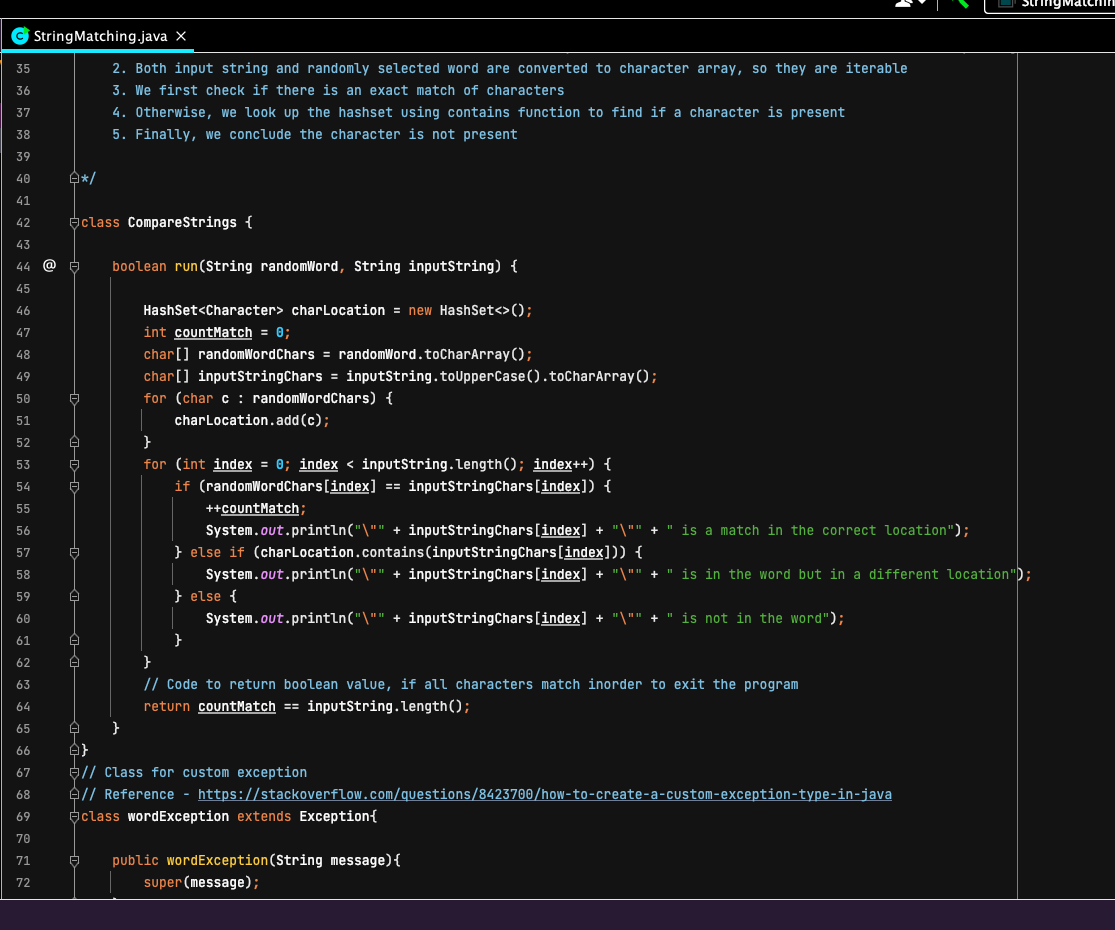 StringMatching
StringMatching.java
35 2. Both input string and randomly selected word are converted to character array, so they are iterable
36 3. We first check if there is an exact match of characters
37 4. Otherwise, we look up the hashset using contains function to find if a character is present
38 5. Finally, we conclude the character is not present
39
40 */
41
42 class CompareStrings {
43
44 @ boolean run(String randomWord, String inputString) {
45
46 HashSet<Character> charLocation = new HashSet<>();
47 int countMatch = 0;
48 char[] randomWordChars = randomWord.toCharArray();
49 char[] inputStringChars = inputString.toUpperCase().toCharArray();
50 for (char c : randomWordChars) {
51 charLocation.add(c);
52 }
53 for (int index = 0; index < inputString.length(); index++) {
54 if (randomWordChars[index] == inputStringChars[index]) {
55 ++countMatch;
56 System.out.println("\"" + inputStringChars[index] + "\"" + " is a match in the correct location");
57 } else if (charLocation.contains(inputStringChars[index])) {
58 System.out.println("\"" + inputStringChars[index] + "\"" + " is in the word but in a different location");
59 } else {
60 System.out.println("\"" + inputStringChars[index] + "\"" + " is not in the word");
61 }
62 }
63 // Code to return boolean value, if all characters match inorder to exit the program
64 return countMatch == inputString.length();
65 }
66 }
67 // Class for custom exception
68 // Reference - https://stackoverflow.com/questions/8423700/how-to-create-a-custom-exception-type-in-java
69 class wordException extends Exception{
70
71 public wordException(String message){
72 super(message);